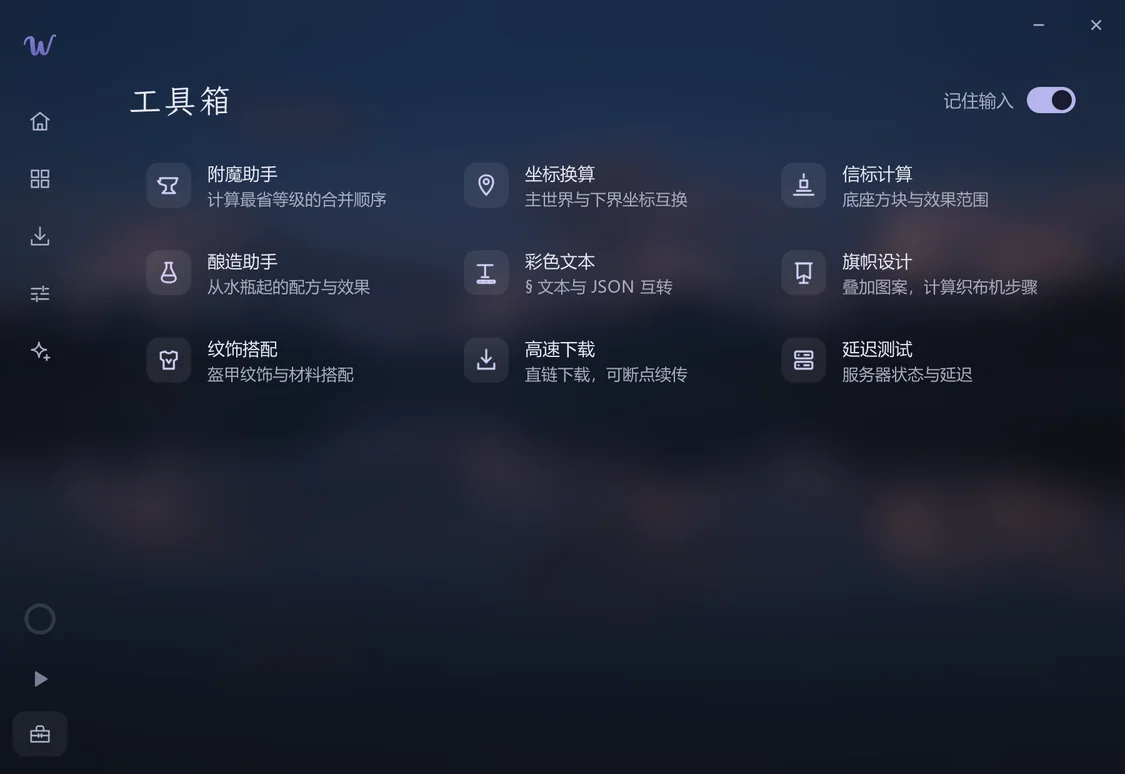 W
工具箱
记住输入
附魔助手
计算最省等级的合并顺序
坐标换算
主世界与下界坐标互换
信标计算
底座方块与效果范围
酿造助手
从水瓶起的配方与效果
彩色文本
§ 文本与 JSON 互转
旗帜设计
叠加图案，计算织布机步骤
纹饰搭配
盔甲纹饰与材料搭配
高速下载
直链下载，可断点续传
延迟测试
服务器状态与延迟